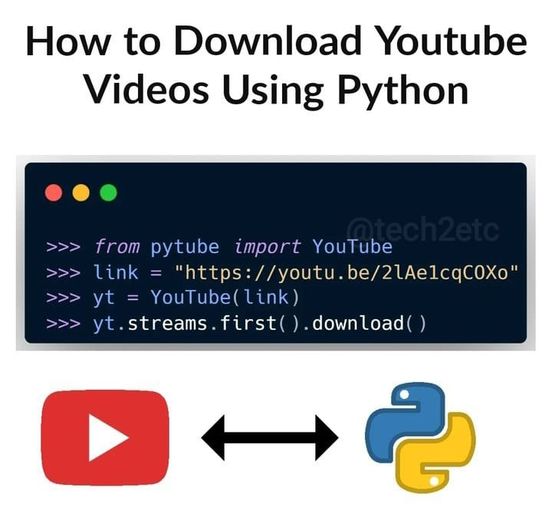 How to Download Youtube
Videos Using Python
@tech2etc
>>> from pytube import YouTube
>>> link = "https://youtu.be/2lAe1cqCOXo"
>>> yt = YouTube(link)
>>> yt.streams.first().download()